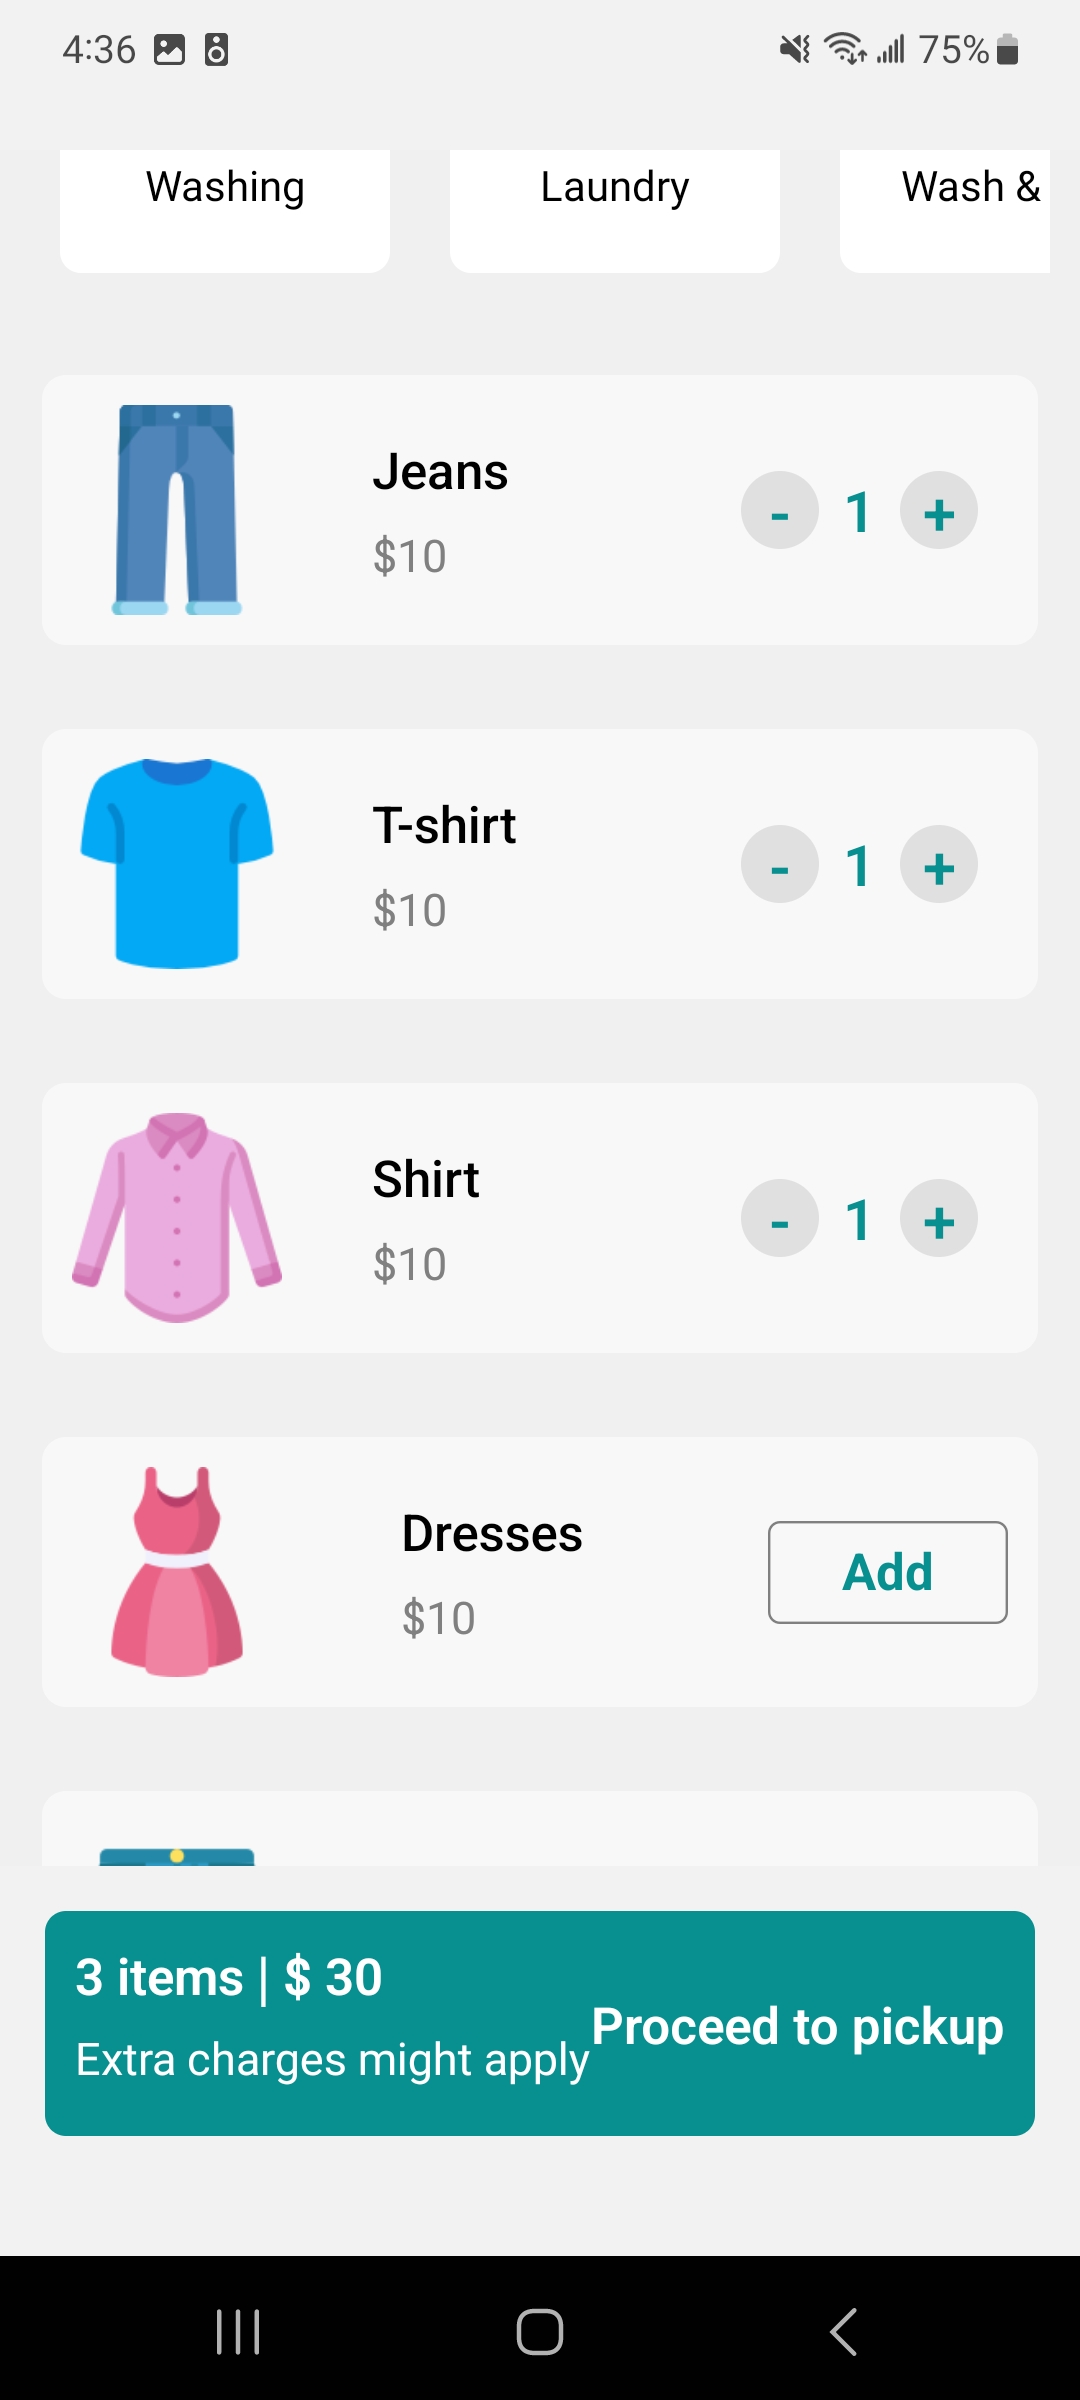 4:36 75%
Washing Laundry Wash &
Jeans
$10
- 1 +
T-shirt
$10
- 1 +
Shirt
$10
- 1 +
Dresses
$10
Add
3 items | $ 30
Extra charges might apply
Proceed to pickup